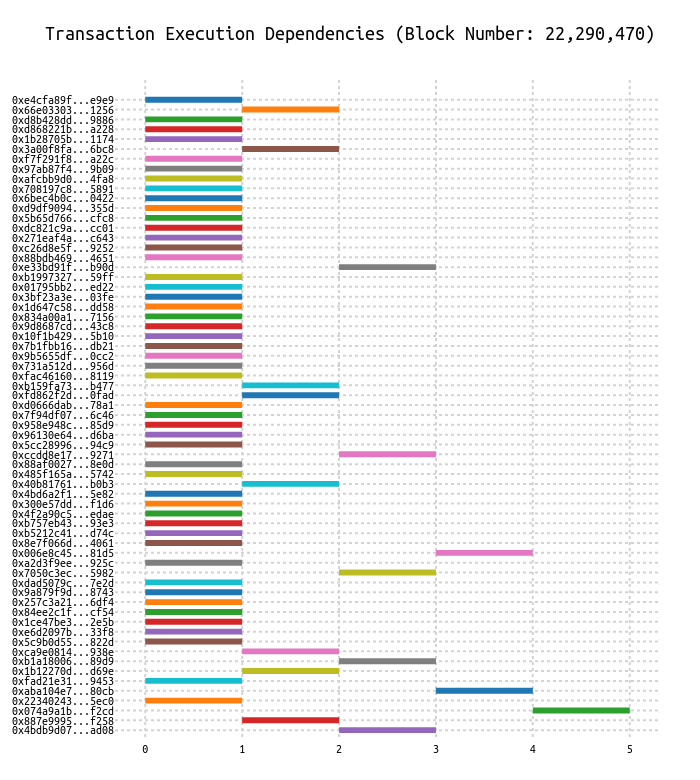 Transaction Execution Dependencies (Block Number: 22,290,470)
0xe4cfa89f...e9e9
0x66e03303...1256
0xd8b428dd...9886
0xd868221b...a228
0x1b28705b...1174
0x3a00f8fa...6bc8
0xf7f291f8...a22c
0x97ab87f4...9b09
0xafcbb9d0...4fa8
0x708197c8...5891
0x6bec4b0c...0422
0xd9df9094...355d
0x5b65d766...cfc8
0xdc821c9a...cc01
0x271eaf4a...c643
0xc26d8e5f...9252
0x88bdb469...4651
0xe33bd91f...b90d
0xb1997327...59ff
0x01795bb2...ed22
0x3bf23a3e...03fe
0x1d647c58...dd58
0x834a00a1...7156
0x9d8687cd...43c8
0x10f1b429...5b10
0x7b1fbb16...db21
0x9b5655df...0cc2
0x731a512d...956d
0xfac46160...8119
0xb159fa73...b477
0xfd862f2d...0fad
0xd0666dab...78a1
0x7f94df07...6c46
0x958e948c...85d9
0x96130e64...d6ba
0x5cc28996...94c9
0xccdd8e17...9271
0x88af0027...8e0d
0x485f165a...5742
0x40b81761...b0b3
0x4bd6a2f1...5e82
0x300e57dd...f1d6
0x4f2a90c5...edae
0xb757eb43...93e3
0xb5212c41...d74c
0x8e7f066d...4061
0x006e8c45...81d5
0xa2d3f9ee...925c
0x7050c3ec...5982
0xdad5079c...7e2d
0x9a879f9d...8743
0x257c3a21...6df4
0x84ee2c1f...cf54
0x1ce47be3...2e5b
0xe6d2097b...33f8
0x5c9b0d55...822d
0xca9e0814...938e
0xb1a18006...89d9
0x1b12270d...d69e
0xfad21e31...9453
0xaba104e7...80cb
0x22340243...5ec0
0x074a9a1b...f2cd
0x887e9995...f258
0x4bdb9d07...ad08
0 1 2 3 4 5